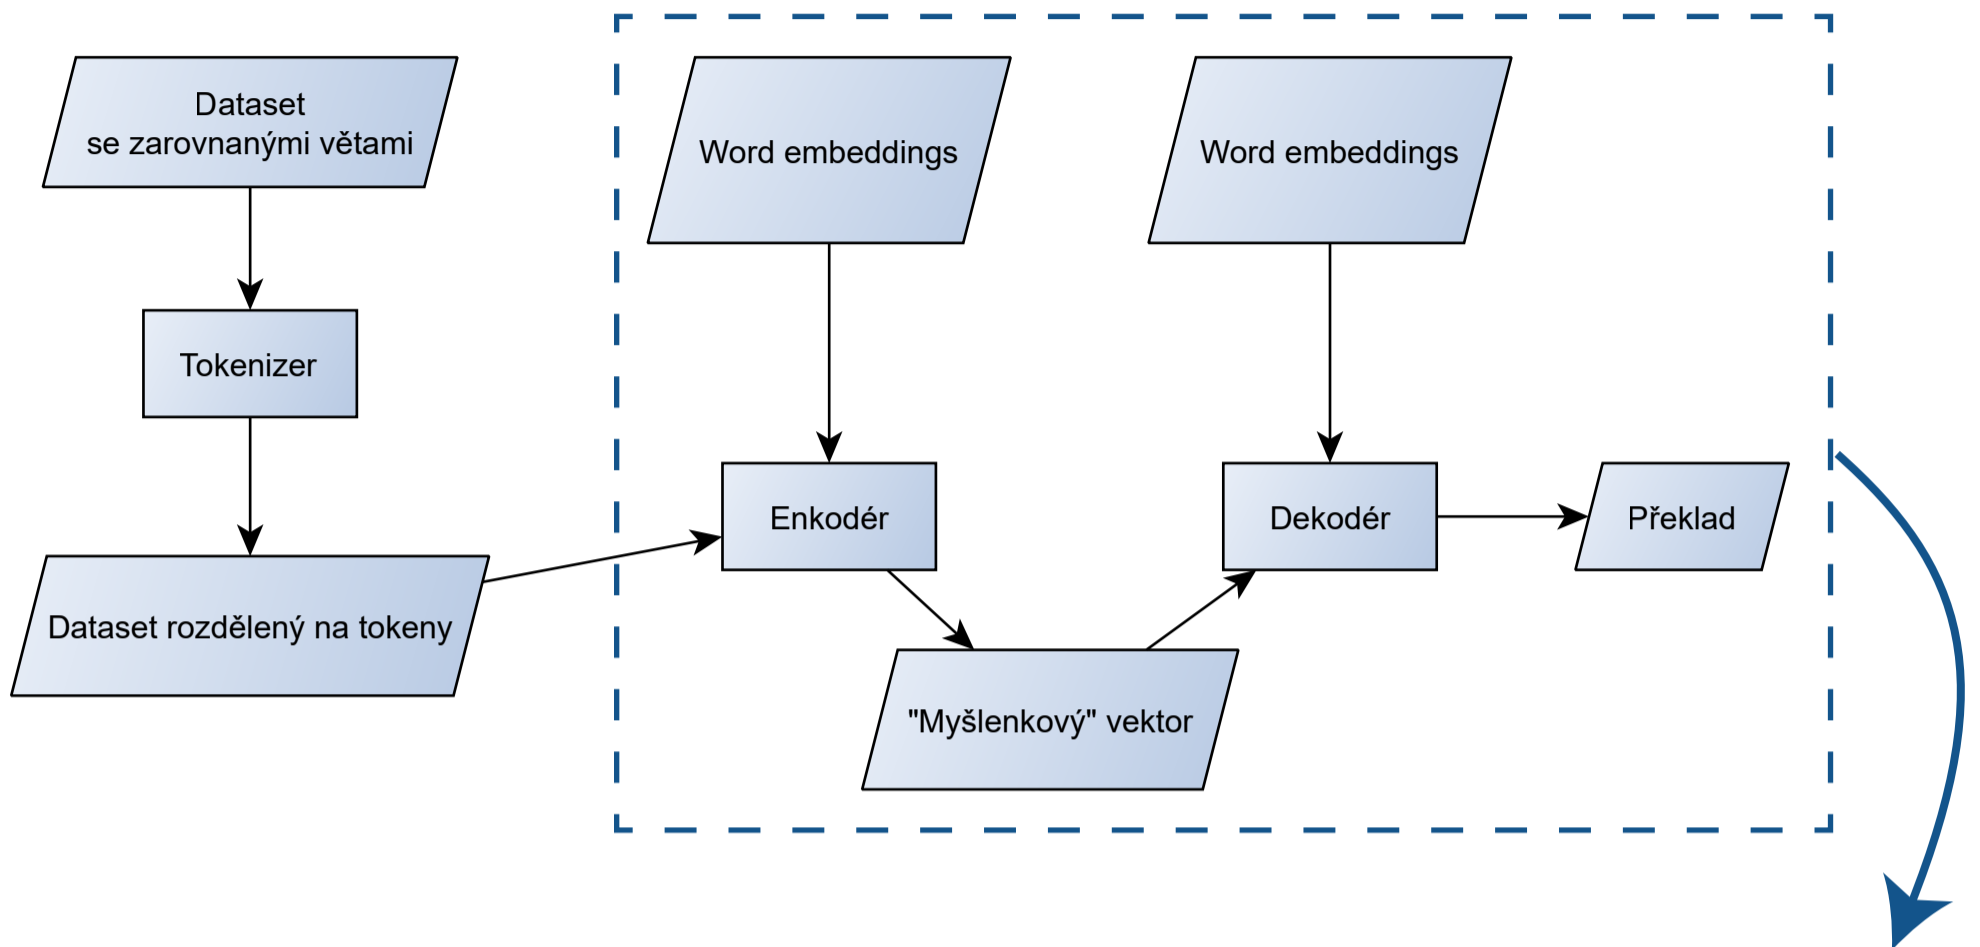 Dataset
se zarovnanými větami
Word embeddings
Word embeddings
Tokenizer
Enkodér
Dekodér
Překlad
Dataset rozdělený na tokeny
"Myšlenkový" vektor